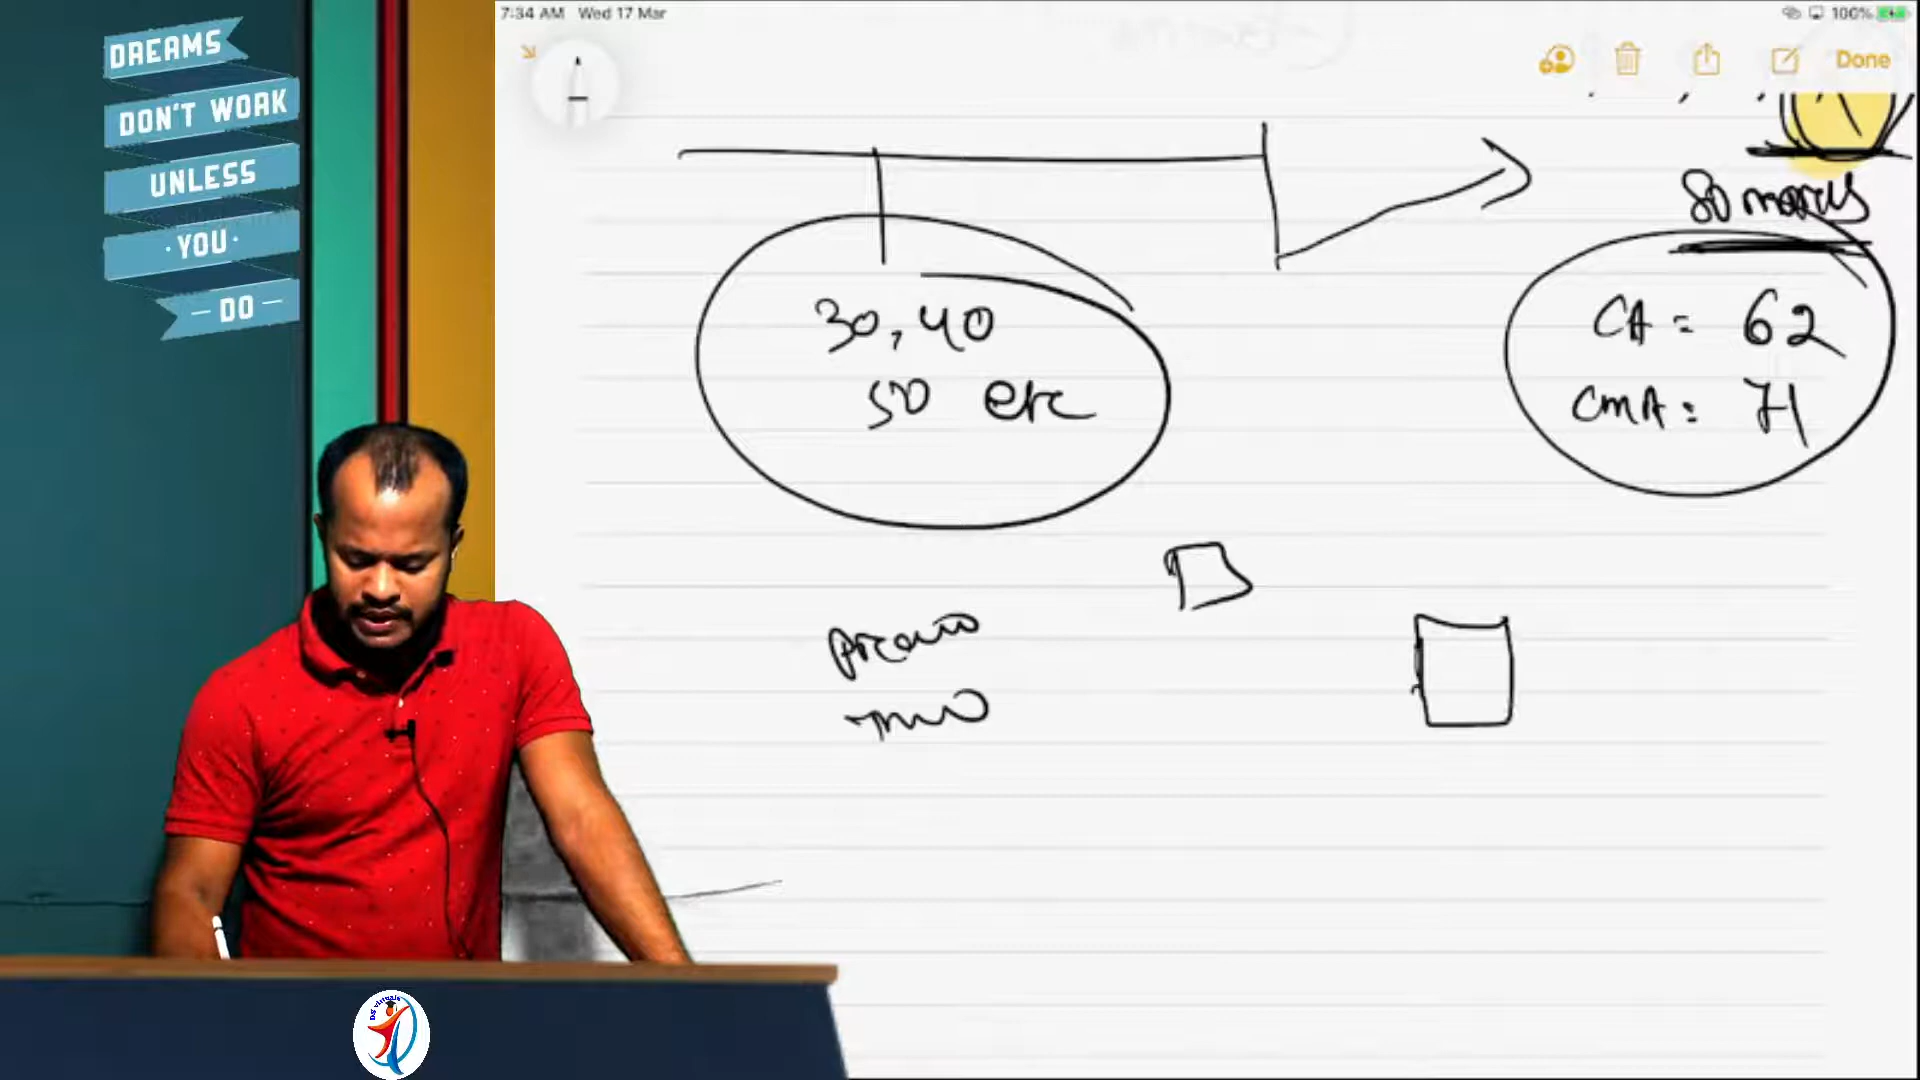 7:34 AM Wed 17 Mar
100%
Done
DREAMS
DON'T WORK
UNLESS
· YOU ·
— DO —
80 marks
30, 40
50 etc
CA = 62
CMA = 71